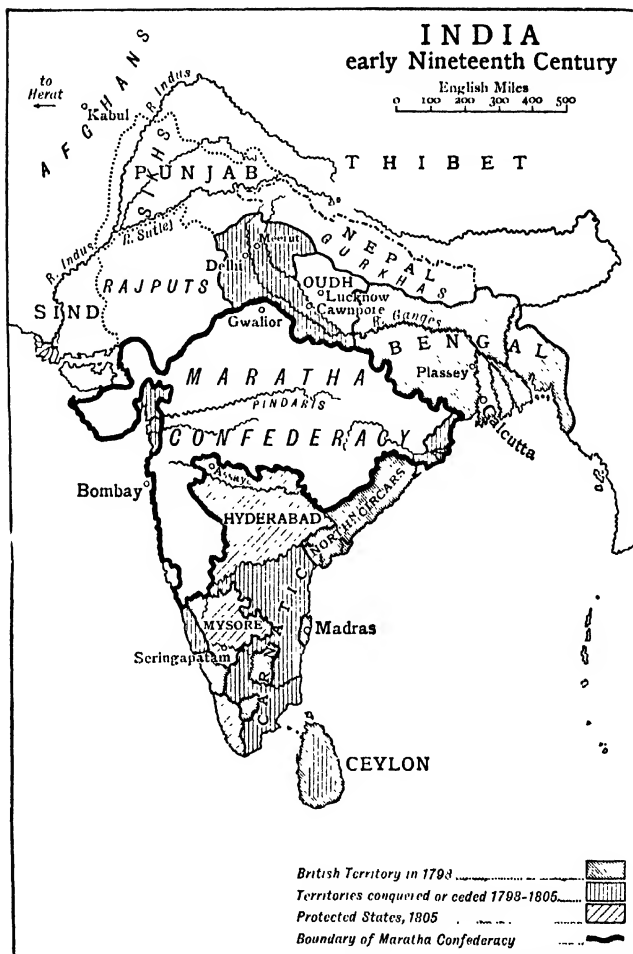 INDIA
early Nineteenth Century
English Miles
0 100 200 300 400 500
to
Herat
AFGHANS
Kabul
R. Indus
SIKHS
PUNJAB
THIBET
R. Indus
R. Sutlej
Meerut
Delhi
NEPAL
GURKHAS
RAJPUTS
OUDH
Lucknow
Cawnpore
SIND
Gwalior
R. Ganges
BENGAL
Plassey
MARATHA
PINDARIS
Calcutta
CONFEDERACY
Bombay
HYDERABAD
NORTHN CIRCARS
CARNATIC
MYSORE
Madras
Seringapatam
CEYLON
British Territory in 1798
Territories conquered or ceded 1798-1805
Protected States, 1805
Boundary of Maratha Confederacy